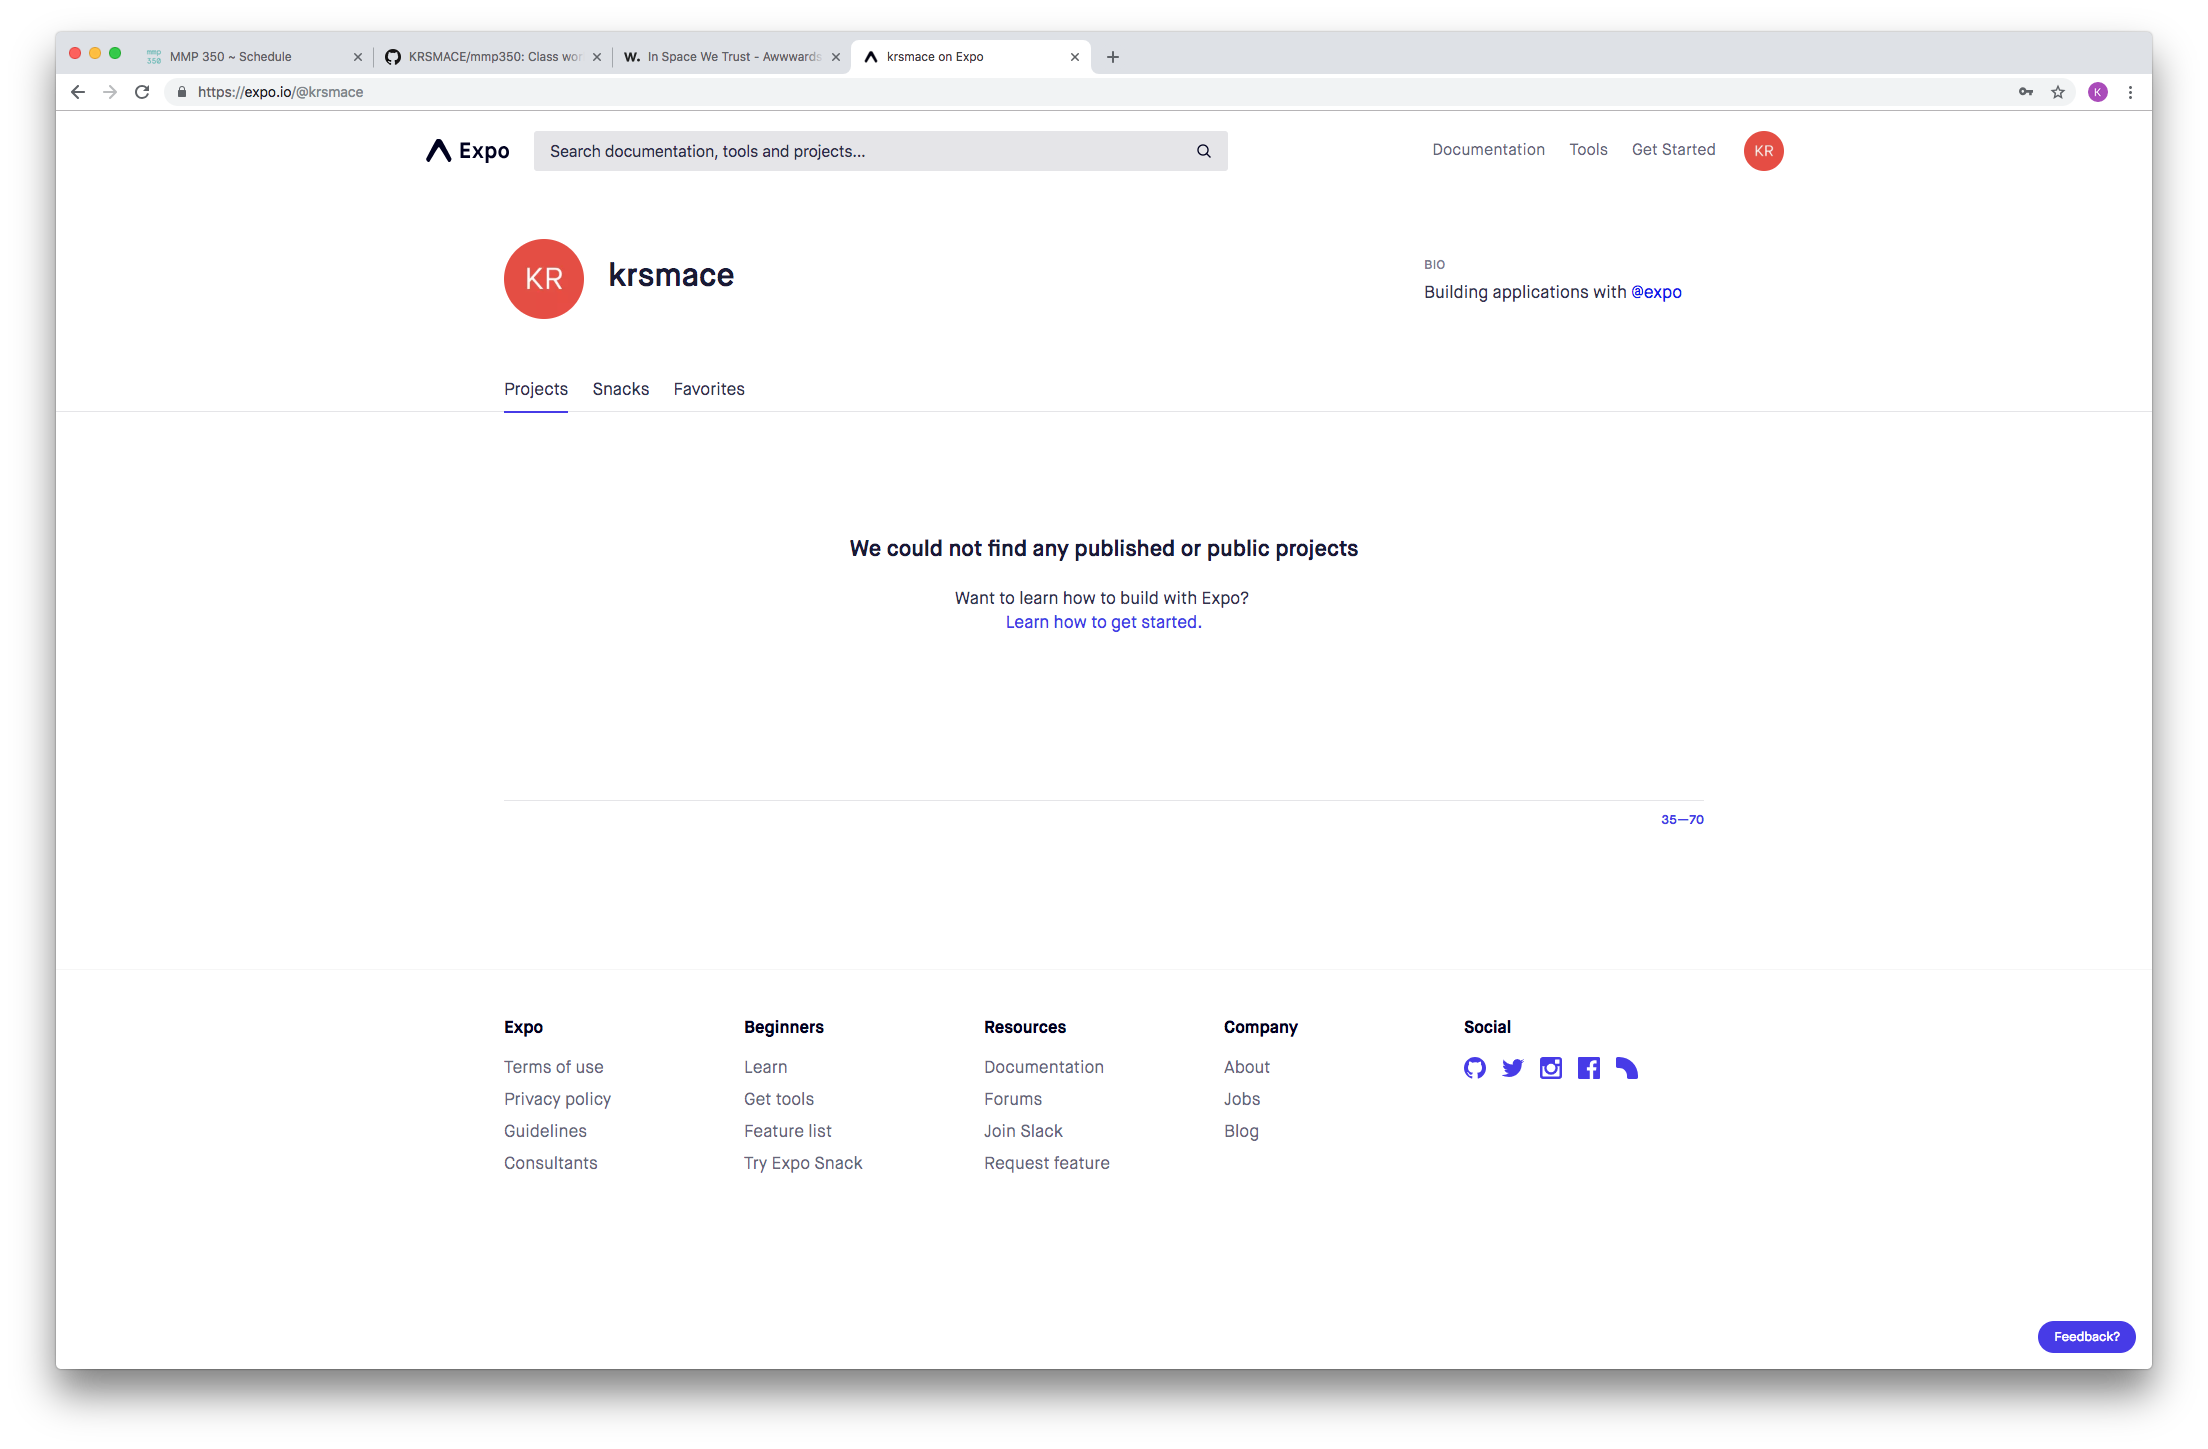 mmp 350
MMP 350 ~ Schedule
KRSMACE/mmp350: Class wor
W. In Space We Trust - Awwwards
krsmace on Expo
https://expo.io/@krsmace
K
Expo
Search documentation, tools and projects...
Documentation
Tools
Get Started
KR
KR
krsmace
BIO
Building applications with @expo
Projects
Snacks
Favorites
We could not find any published or public projects
Want to learn how to build with Expo?
Learn how to get started.
35—70
Expo
Terms of use
Privacy policy
Guidelines
Consultants
Beginners
Learn
Get tools
Feature list
Try Expo Snack
Resources
Documentation
Forums
Join Slack
Request feature
Company
About
Jobs
Blog
Social
Feedback?